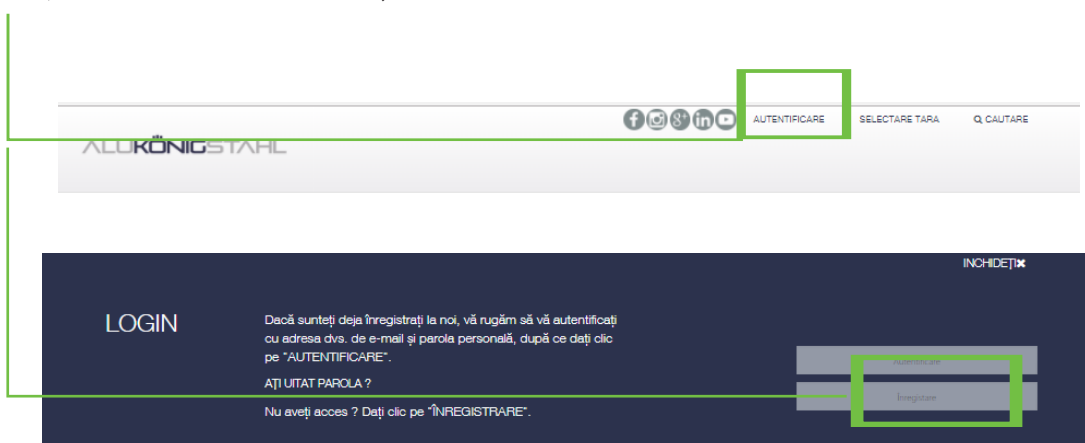 AUTENTIFICARE SELECTARE TARA CAUTARE
ALUKÖNIGSTAHL
INCHIDEȚI
LOGIN
Dacă sunteți deja înregistrați la noi, vă rugăm să vă autentificați
cu adresa dvs. de e-mail și parola personală, după ce dați clic
pe "AUTENTIFICARE".
AȚI UITAT PAROLA ?
Nu aveți acces ? Dați clic pe "ÎNREGISTRARE".
Autentificare
Înregistrare